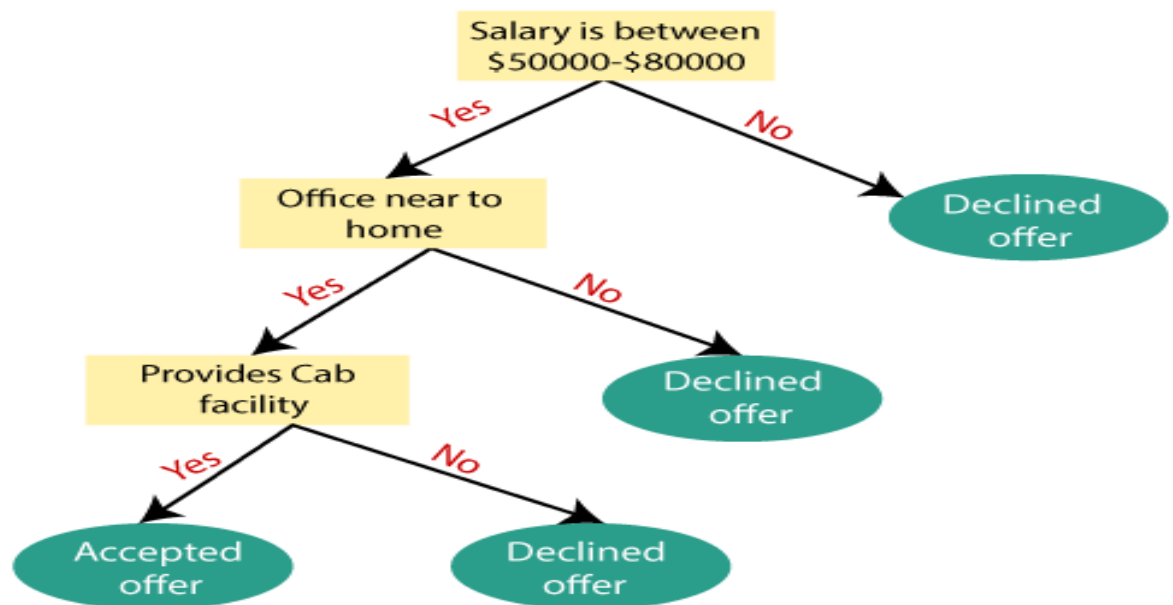 Salary is between
$50000-$80000
Yes
No
Office near to
home
Declined
offer
Yes
No
Provides Cab
facility
Declined
offer
Yes
No
Accepted
offer
Declined
offer